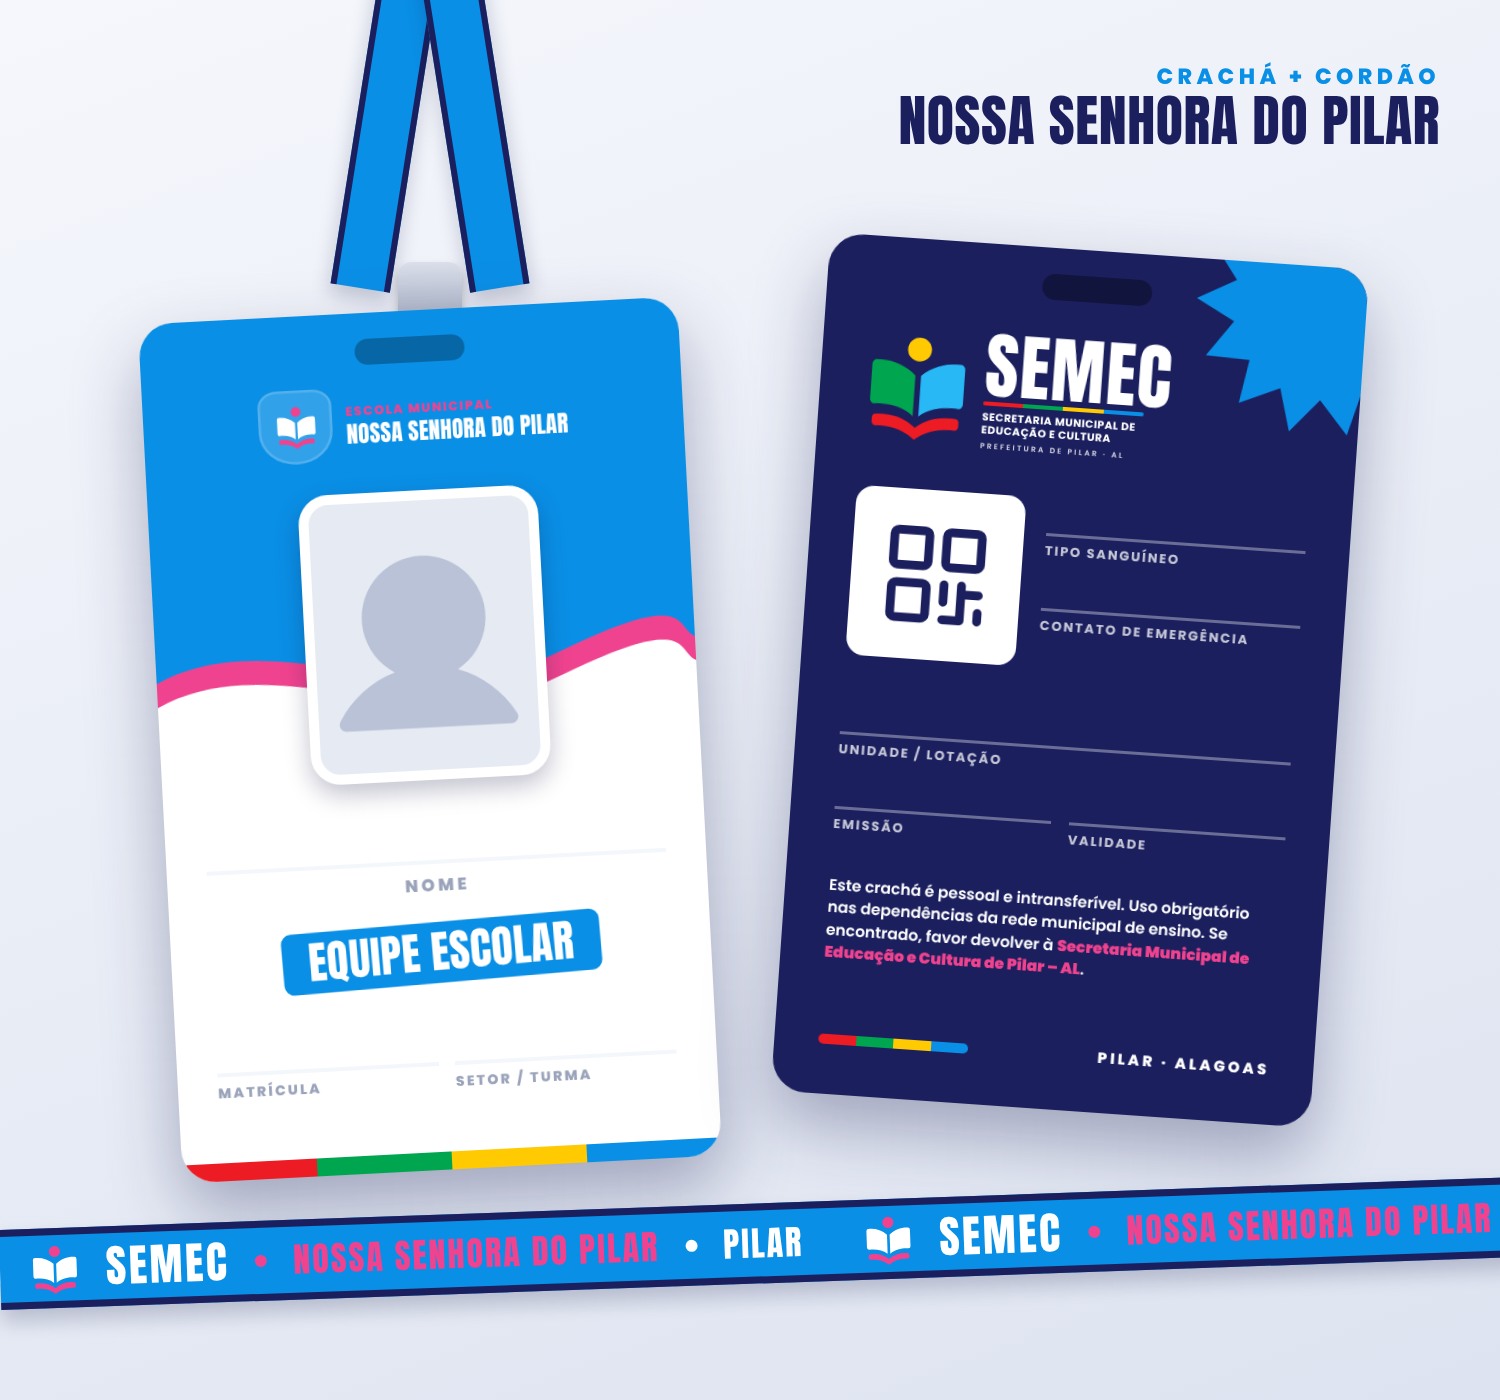 CRACHÁ + CORDÃO
NOSSA SENHORA DO PILAR
ESCOLA MUNICIPAL
NOSSA SENHORA DO PILAR
NOME
EQUIPE ESCOLAR
MATRÍCULA
SETOR / TURMA
SEMEC
SECRETARIA MUNICIPAL DE
EDUCAÇÃO E CULTURA
PREFEITURA DE PILAR · AL
TIPO SANGUÍNEO
CONTATO DE EMERGÊNCIA
UNIDADE / LOTAÇÃO
EMISSÃO
VALIDADE
Este crachá é pessoal e intransferível. Uso obrigatório
nas dependências da rede municipal de ensino. Se
encontrado, favor devolver à Secretaria Municipal de
Educação e Cultura de Pilar – AL.
PILAR · ALAGOAS
SEMEC • NOSSA SENHORA DO PILAR • PILAR SEMEC • NOSSA SENHORA DO PILAR